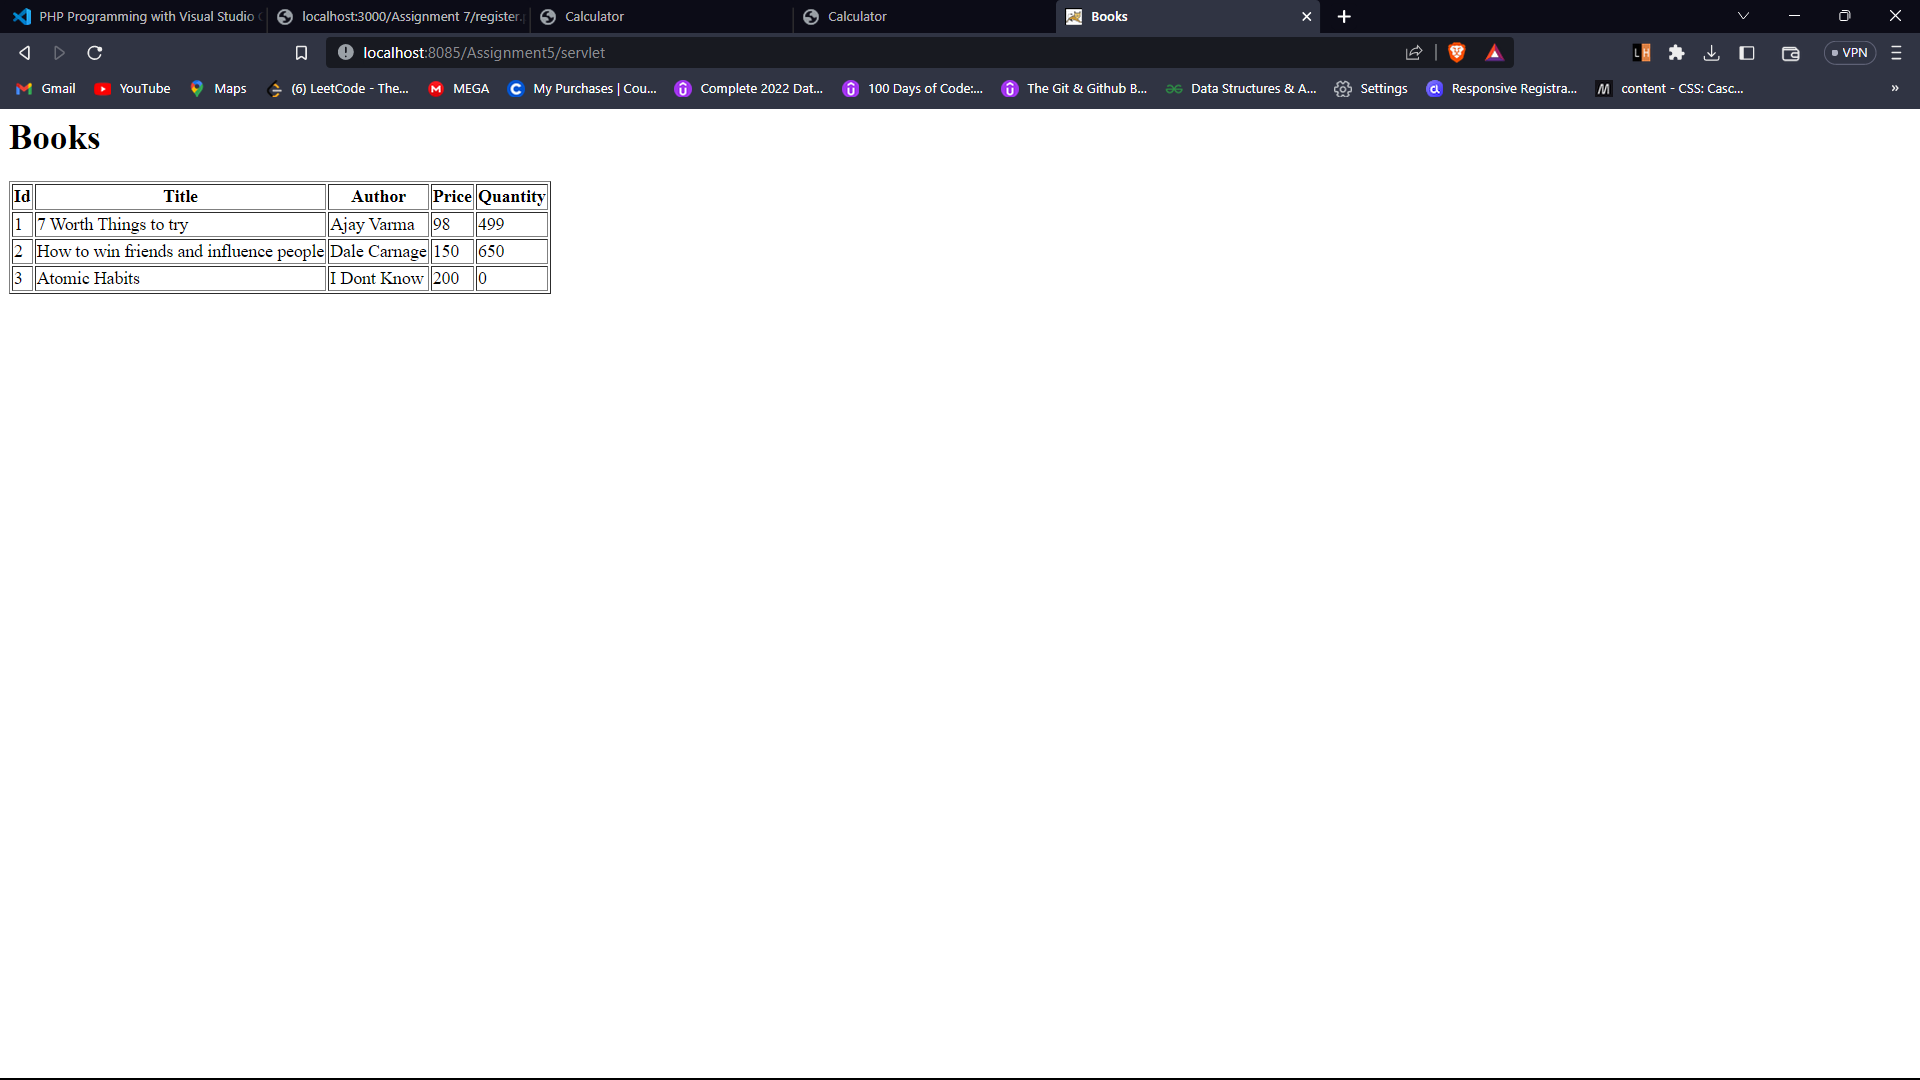 PHP Programming with Visual Studio
localhost:3000/Assignment 7/register.
Calculator
Calculator
Books
localhost:8085/Assignment5/servlet
VPN
Gmail
YouTube
Maps
(6) LeetCode - The...
MEGA
My Purchases | Cou...
Complete 2022 Dat...
100 Days of Code:...
The Git & Github B...
Data Structures & A...
Settings
Responsive Registra...
content - CSS: Casc...
»
Books
Id Title Author Price Quantity
1 7 Worth Things to try Ajay Varma 98 499
2 How to win friends and influence people Dale Carnage 150 650
3 Atomic Habits I Dont Know 200 0